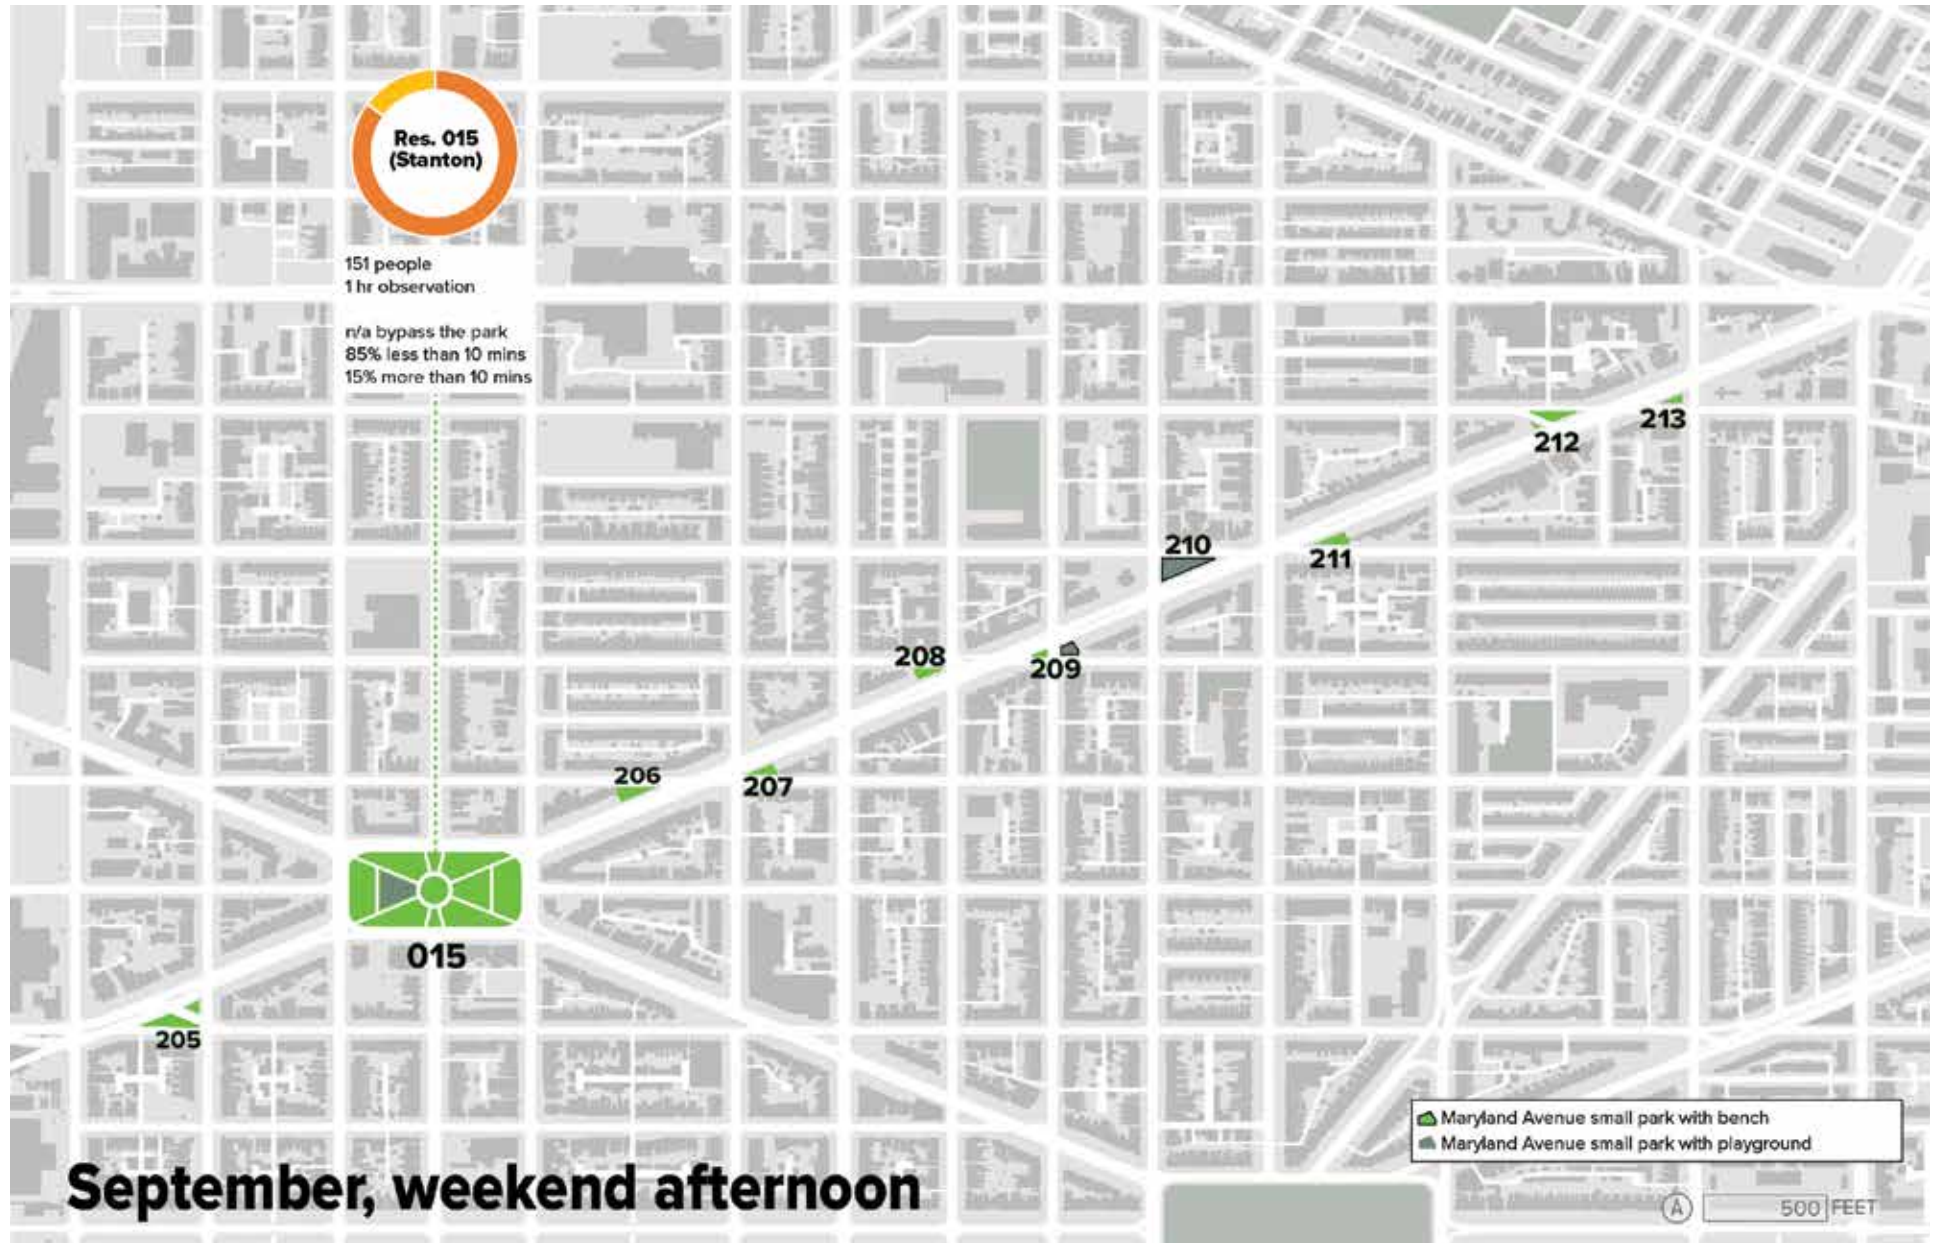 Res. 015
(Stanton)
151 people
1 hr observation
n/a bypass the park
85% less than 10 mins
15% more than 10 mins
213
212
210
211
208
209
206
207
015
205
Maryland Avenue small park with bench
Maryland Avenue small park with playground
September, weekend afternoon
A
500 FEET